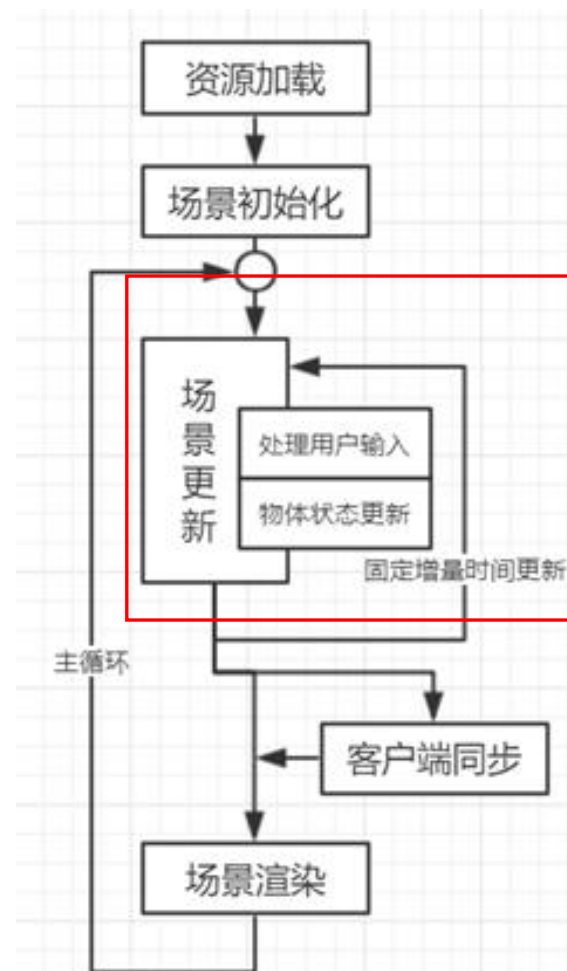 资源加载
场景初始化
场景更新
处理用户输入
物体状态更新
固定增量时间更新
主循环
客户端同步
场景渲染